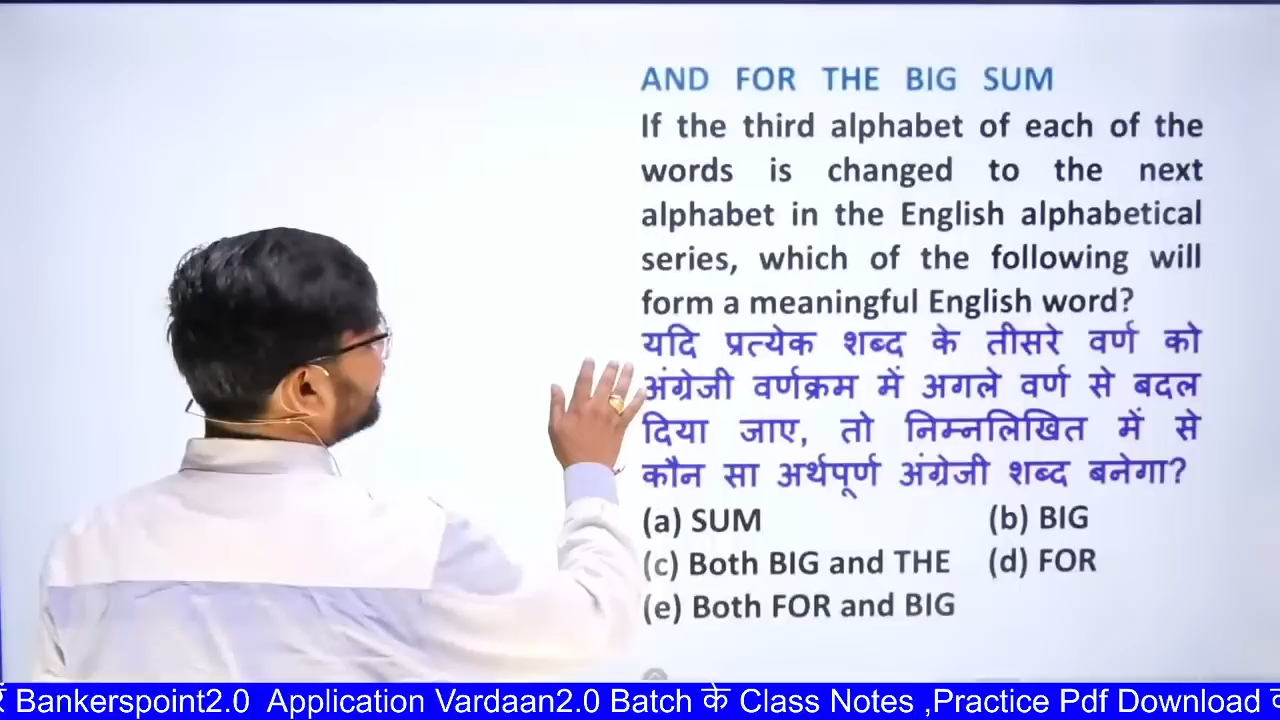 AND FOR THE BIG SUM
If the third alphabet of each of the
words is changed to the next
alphabet in the English alphabetical
series, which of the following will
form a meaningful English word?
यदि प्रत्येक शब्द के तीसरे वर्ण को
अंग्रेजी वर्णक्रम में अगले वर्ण से बदल
दिया जाए, तो निम्नलिखित में से
कौन सा अर्थपूर्ण अंग्रेजी शब्द बनेगा?
(a) SUM (b) BIG
(c) Both BIG and THE (d) FOR
(e) Both FOR and BIG
Bankerspoint2.0 Application Vardaan2.0 Batch के Class Notes ,Practice Pdf Download